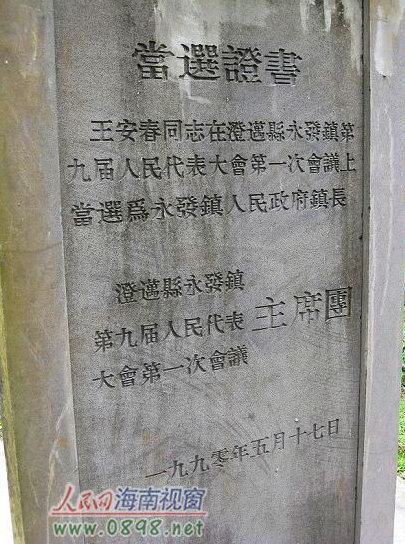 當選證書
王安春同志在澄邁縣永發鎮第
九届人民代表大會第一次會議上
當選爲永發鎮人民政府鎮長
澄邁縣永發鎮
第九届人民代表
大會第一次會議
主席團
一九九零年五月十七日
人民网 海南视窗
www.0898.net